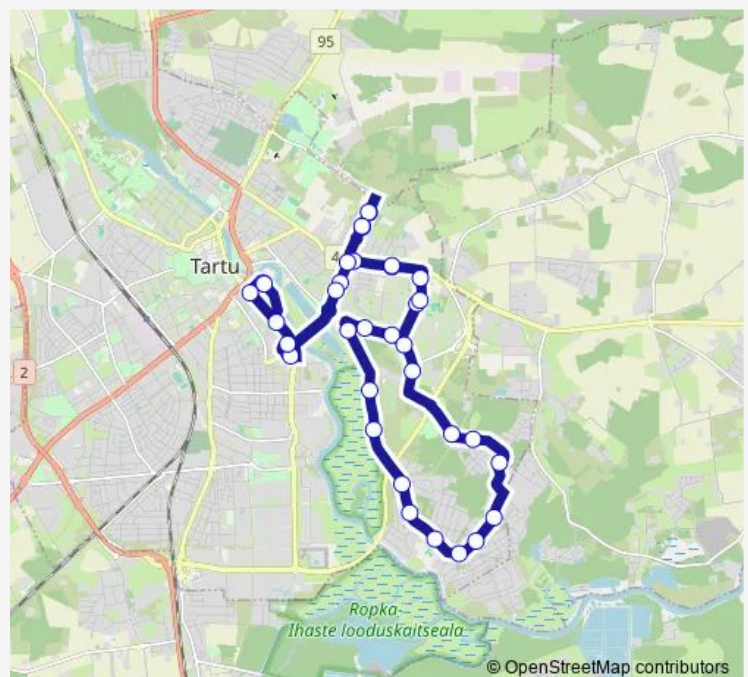 95
Tartu
4
2
Ropka-
Ihaste looduskaitseala
© OpenStreetMap contributors